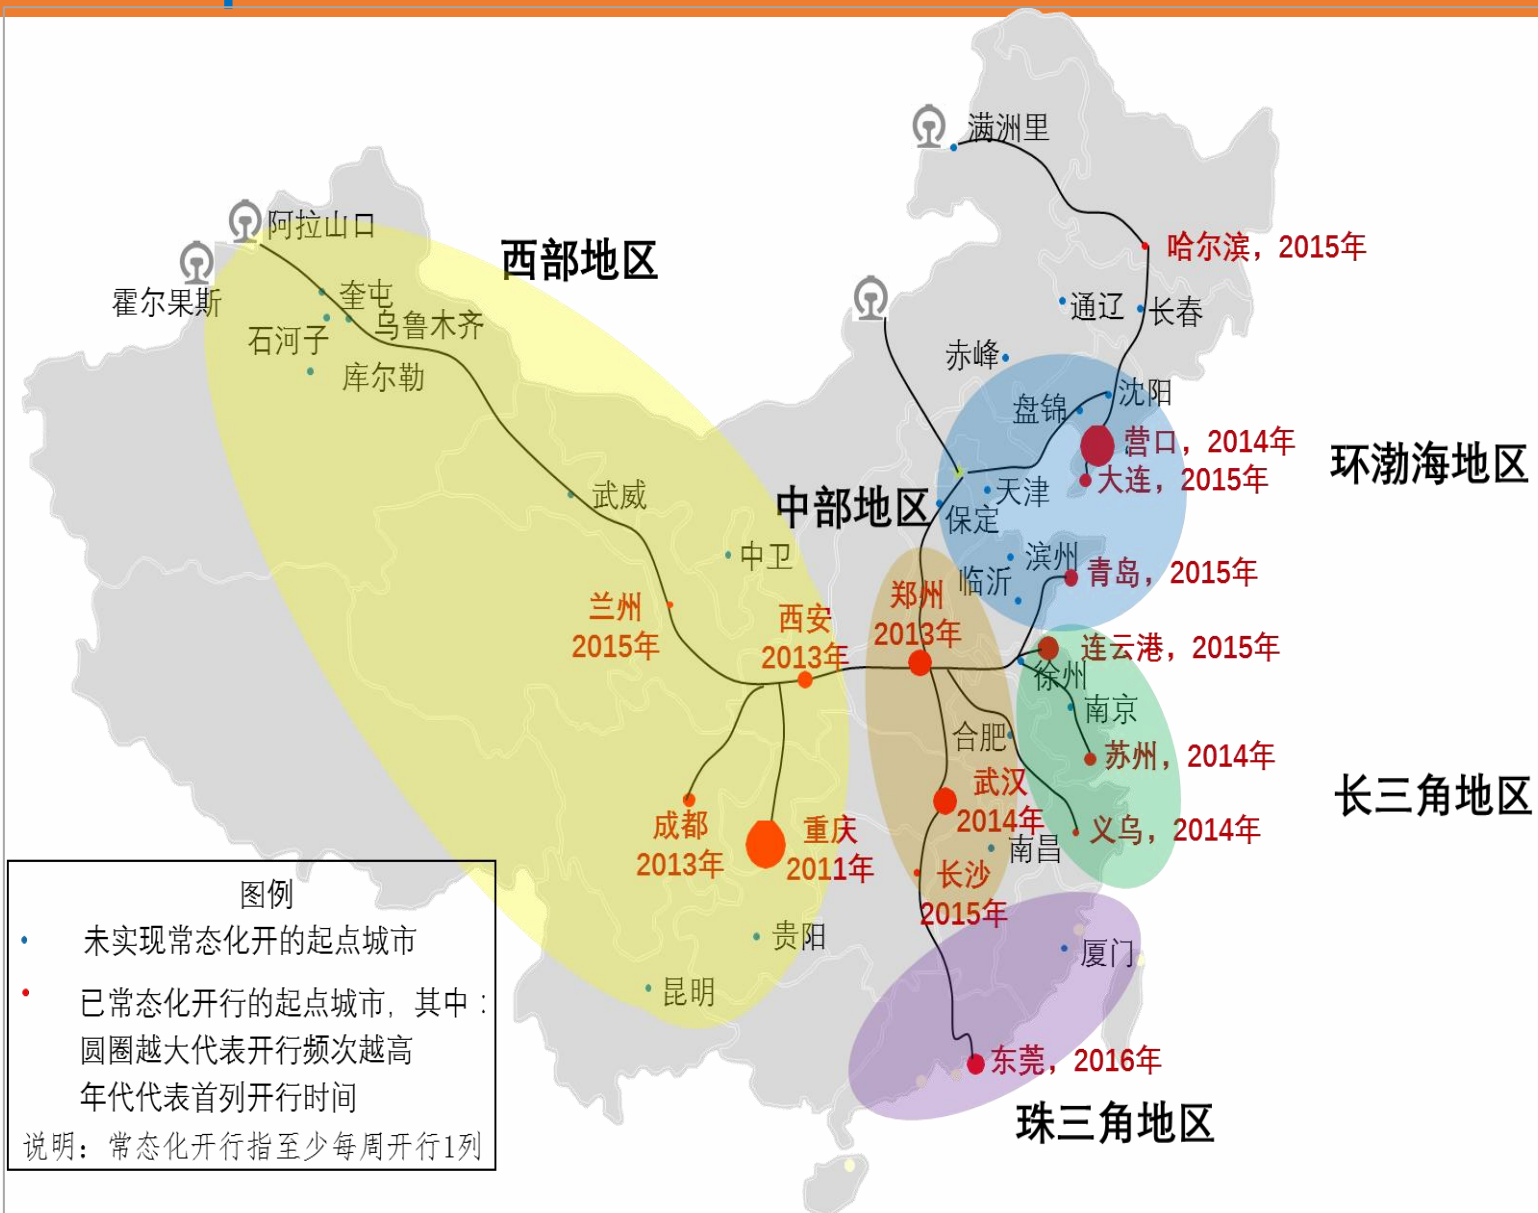 满洲里
阿拉山口
西部地区
哈尔滨，2015年
霍尔果斯
奎屯
通辽
长春
石河子
乌鲁木齐
赤峰
库尔勒
沈阳
盘锦
营口，2014年
环渤海地区
大连，2015年
武威
中部地区
天津
保定
中卫
滨州
青岛，2015年
临沂
兰州
2015年
西安
2013年
郑州
2013年
连云港，2015年
徐州
南京
合肥
苏州，2014年
武汉
2014年
长三角地区
成都
2013年
重庆
2011年
义乌，2014年
南昌
长沙
2015年
贵阳
厦门
昆明
东莞，2016年
珠三角地区
图例
未实现常态化开的起点城市
已常态化开行的起点城市，其中：
圆圈越大代表开行频次越高
年代代表首列开行时间
说明：常态化开行指至少每周开行1列